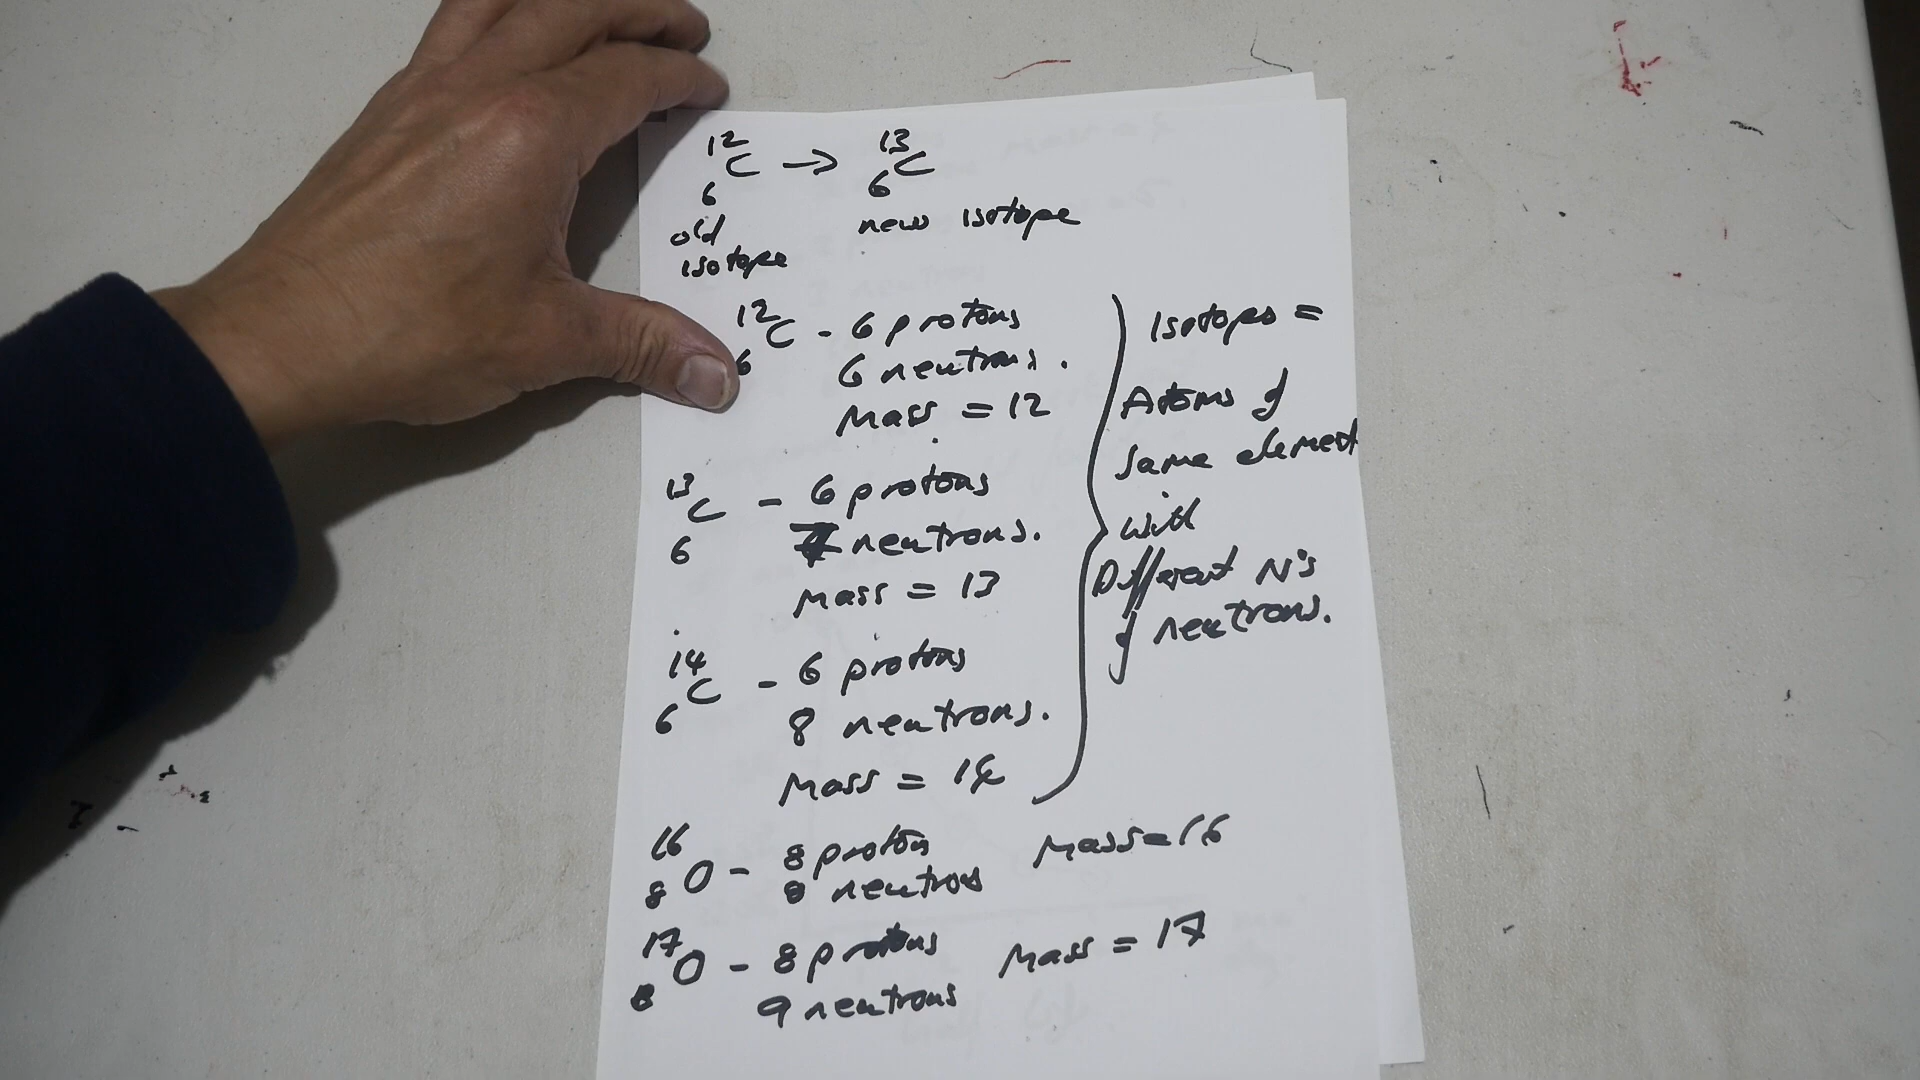 12 C → 13 C
6 6
old new isotope
isotope
12 C - 6 protons
6 6 neutrons.
Mass = 12
13 C - 6 protons
6 7 neutrons.
Mass = 13
14 C - 6 protons
6 8 neutrons.
Mass = 14
Isotopes =
Atoms of
same element
with
Different N's
of neutrons.
16 O - 8 proton Mass = 16
8 8 neutrons
17 O - 8 protons Mass = 17
8 9 neutrons